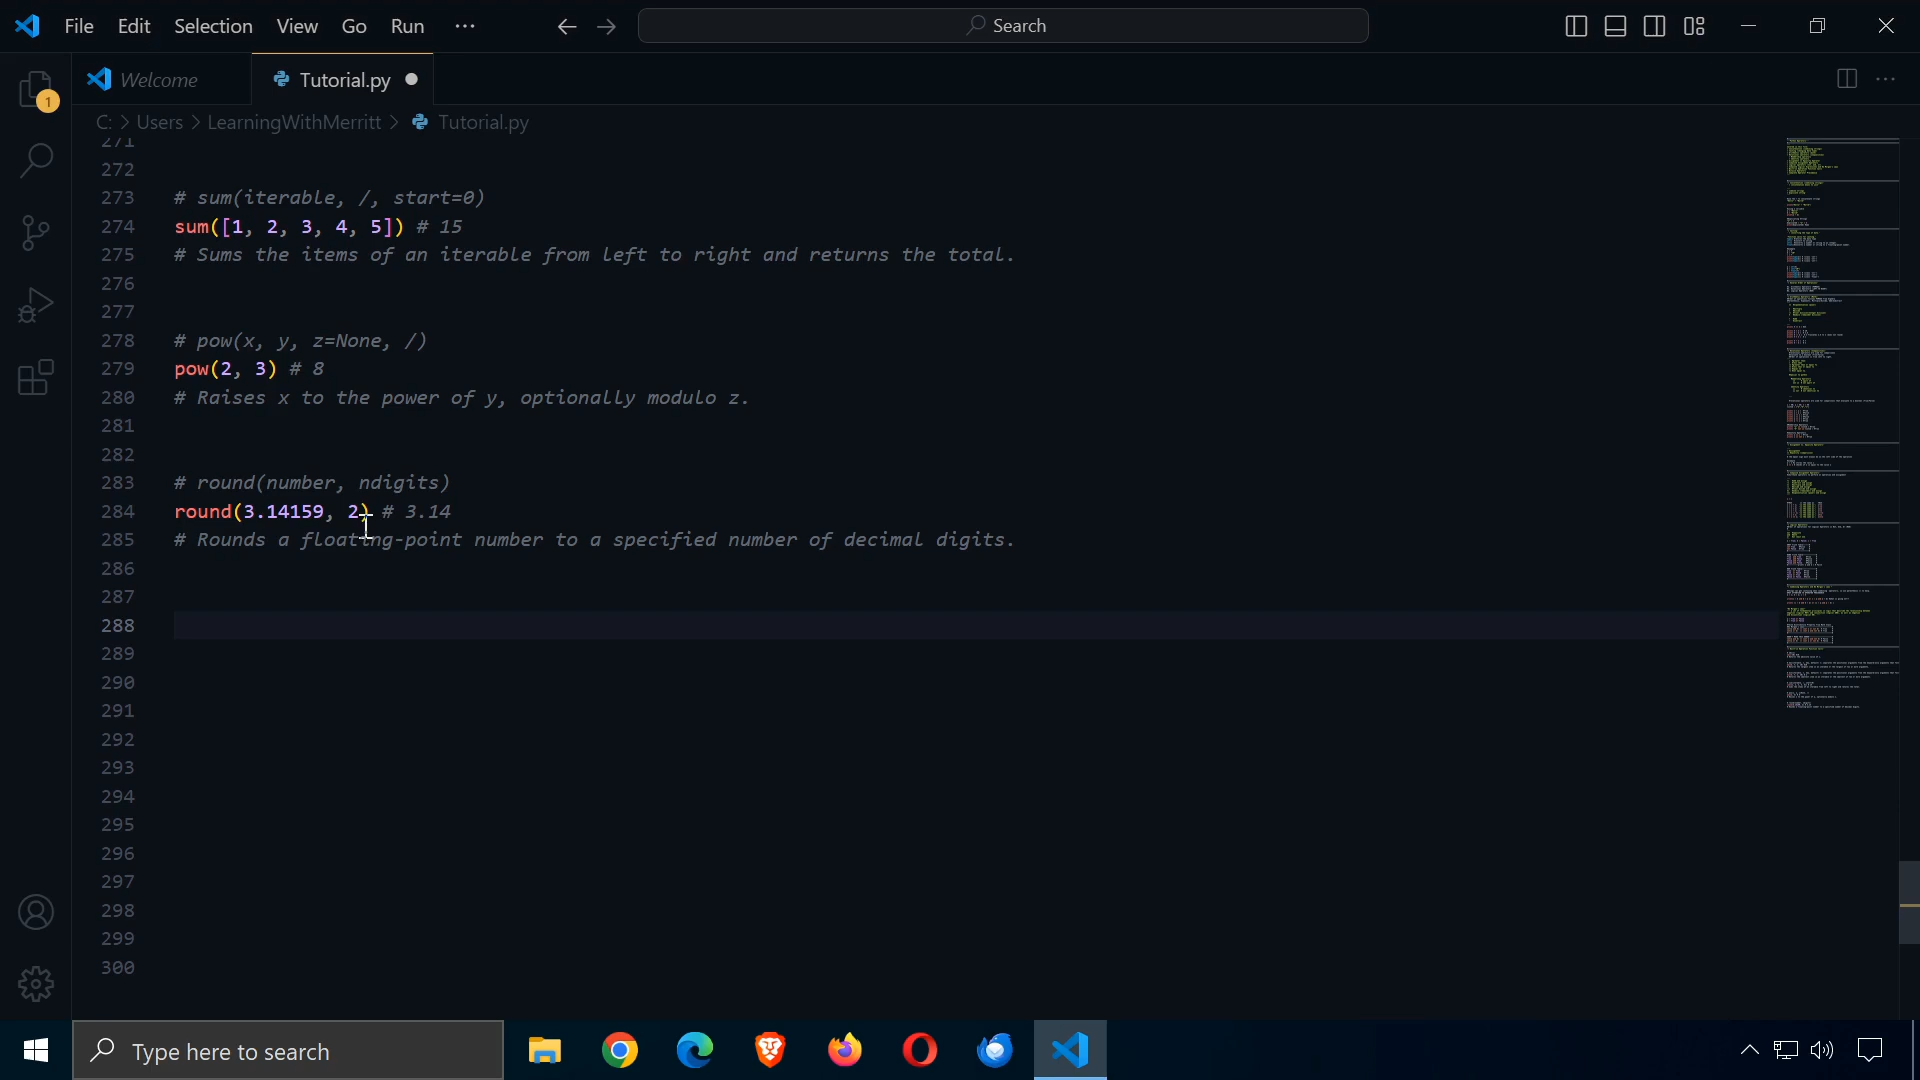 File Edit Selection View Go Run ···
Search
Welcome
Tutorial.py
1
C: > Users > LearningWithMerritt > Tutorial.py
271
272
273 # sum(iterable, /, start=0)
274 sum([1, 2, 3, 4, 5]) # 15
275 # Sums the items of an iterable from left to right and returns the total.
276
277
278 # pow(x, y, z=None, /)
279 pow(2, 3) # 8
280 # Raises x to the power of y, optionally modulo z.
281
282
283 # round(number, ndigits)
284 round(3.14159, 2) # 3.14
285 # Rounds a floating-point number to a specified number of decimal digits.
286
287
288
289
290
291
292
293
294
295
296
297
298
299
300
Type here to search